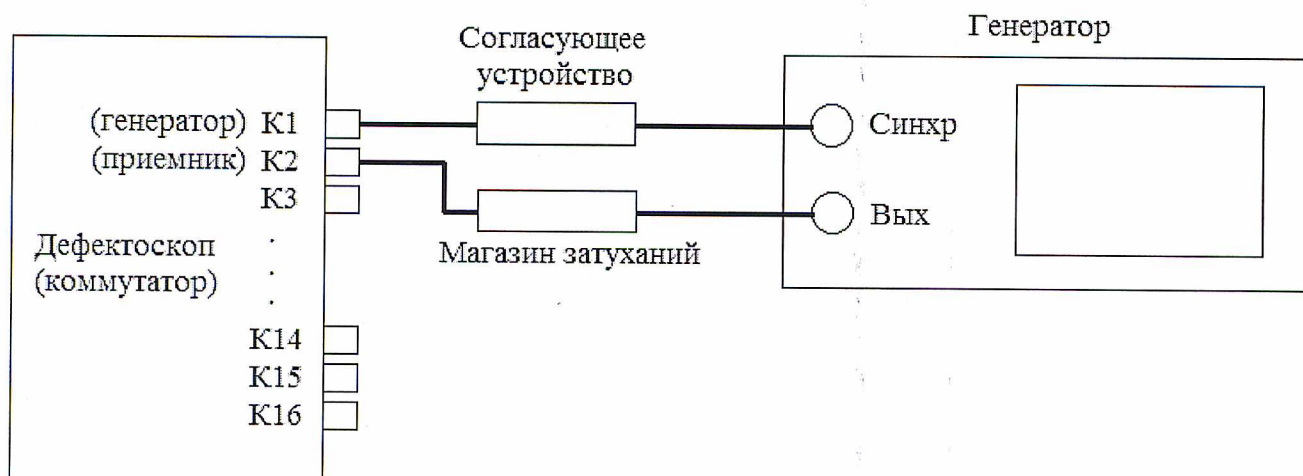 Генератор
Согласующее
устройство
(генератор) К1
(приемник) К2
К3
Синхр
Вых
Дефектоскоп
(коммутатор)
Магазин затуханий
К14
К15
К16